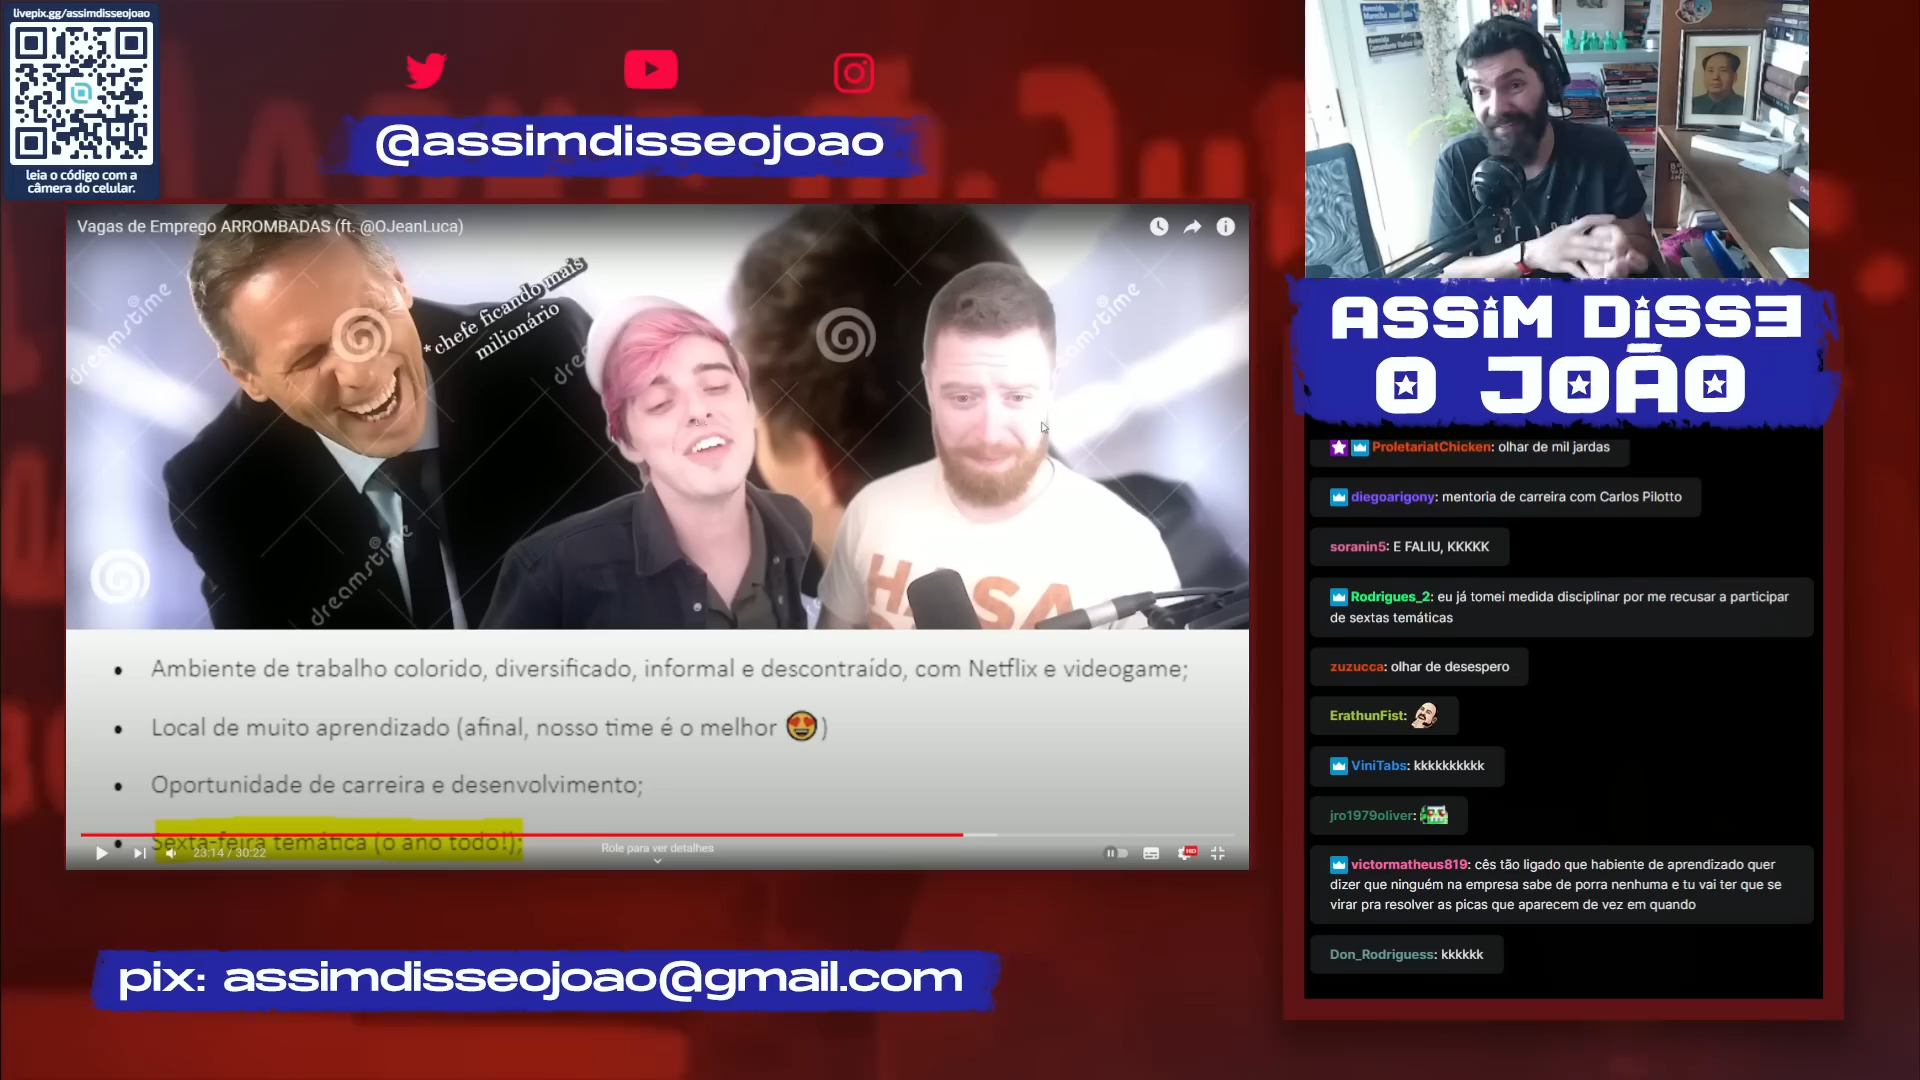 livepix.gg/assimdisseojoao
leia o código com a
câmera do celular.
@assimdisseojoao
Vagas de Emprego ARROMBADAS (ft. @OJeanLuca)
*chefe ficando mais
milionário
dreamstime
dreamstime
dreamstime
HASA
• Ambiente de trabalho colorido, diversificado, informal e descontraído, com Netflix e videogame;
• Local de muito aprendizado (afinal, nosso time é o melhor 😍)
• Oportunidade de carreira e desenvolvimento;
• Sexta-feira temática (o ano todo!);
23:14 / 30:22
Role para ver detalhes
HD
pix: assimdisseojoao@gmail.com
Avenida
ASSiM DiSSE
O JOÃO
ProletariatChicken: olhar de mil jardas
diegoarigony: mentoria de carreira com Carlos Pilotto
soranin5: E FALIU, KKKKK
Rodrigues_2: eu já tomei medida disciplinar por me recusar a participar
de sextas temáticas
zuzucca: olhar de desespero
ErathunFist:
ViniTabs: kkkkkkkkkk
jro1979oliver:
victormatheus819: cês tão ligado que habiente de aprendizado quer
dizer que ninguém na empresa sabe de porra nenhuma e tu vai ter que se
virar pra resolver as picas que aparecem de vez em quando
Don_Rodriguess: kkkkkk